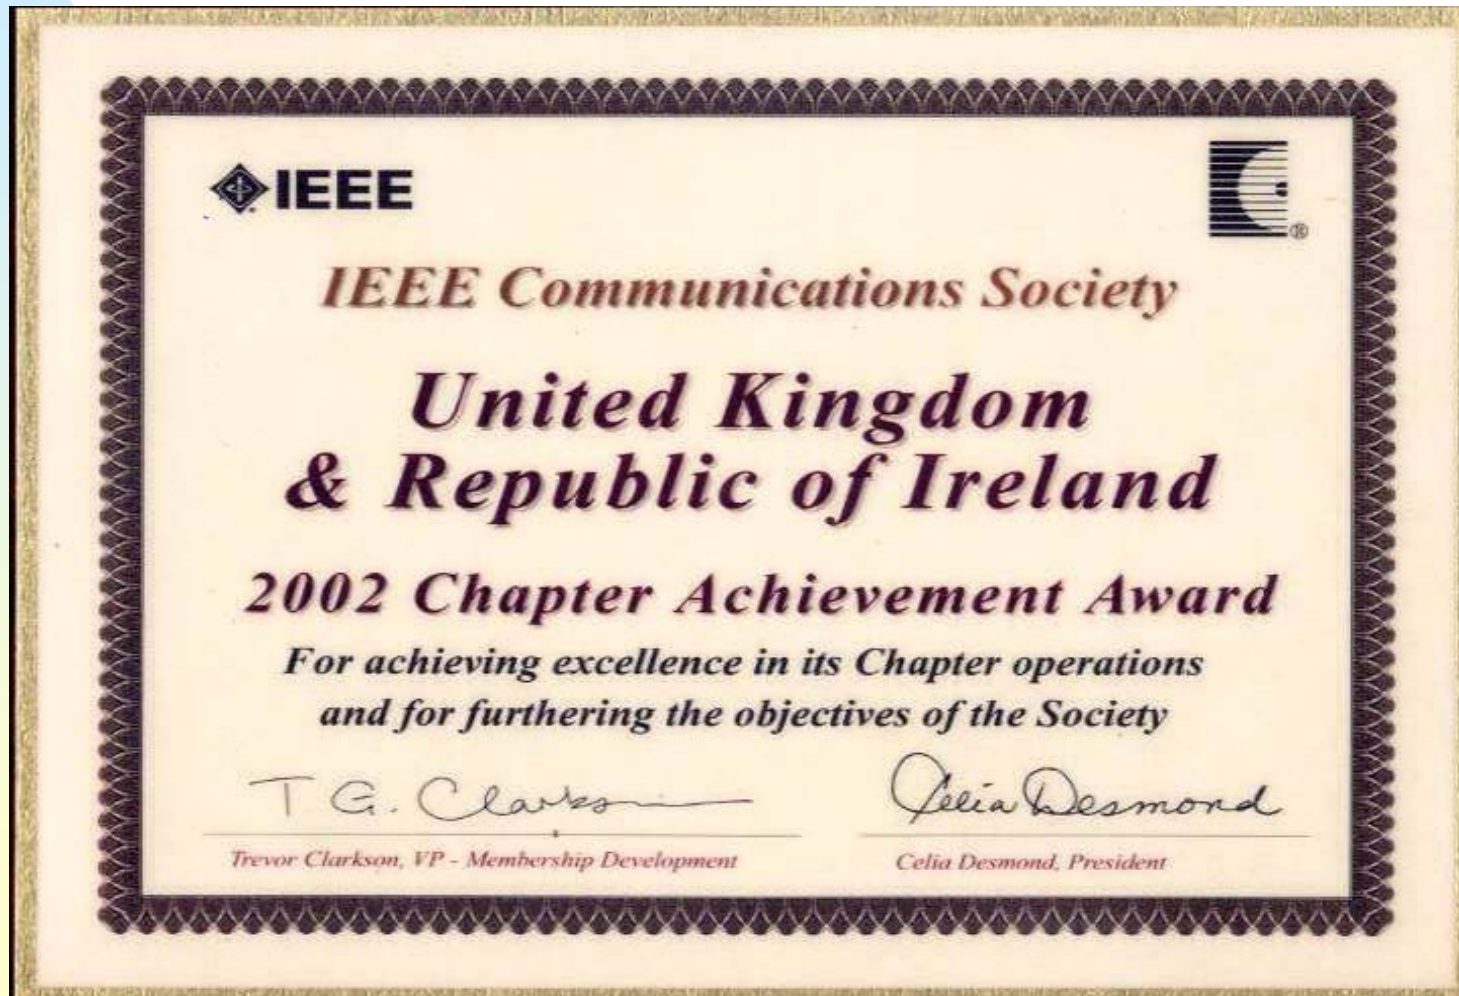 IEEE
®
IEEE Communications Society
United Kingdom
& Republic of Ireland
2002 Chapter Achievement Award
For achieving excellence in its Chapter operations
and for furthering the objectives of the Society
T G. Clarkson
Celia Desmond
Trevor Clarkson, VP - Membership Development
Celia Desmond, President